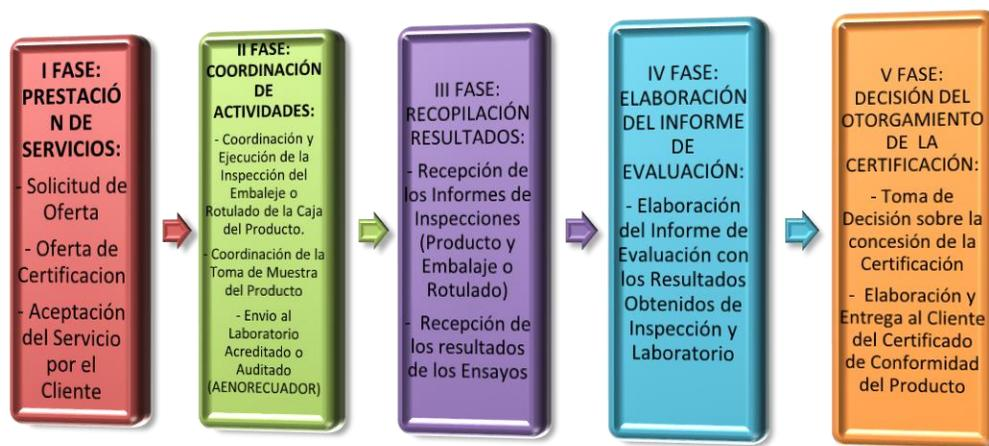 I FASE:
PRESTACIÓ
N DE
SERVICIOS:
- Solicitud de
Oferta
- Oferta de
Certificacion
- Aceptación
del Servicio
por el
Cliente
II FASE:
COORDINACIÓN
DE
ACTIVIDADES:
- Coordinación y
Ejecución de la
Inspección del
Embaleje o
Rotulado de la Caja
del Producto.
- Coordinación de la
Toma de Muestra
del Producto
- Envio al
Laboratorio
Acreditado o
Auditado
(AENORECUADOR)
III FASE:
RECOPILACIÓN
RESULTADOS:
- Recepción de
los Informes de
Inspecciones
(Producto y
Embalaje o
Rotulado)
- Recepción de
los resultados
de los Ensayos
IV FASE:
ELABORACIÓN
DEL INFORME
DE
EVALUACIÓN:
- Elaboración
del Informe de
Evaluación con
los Resultados
Obtenidos de
Inspección y
Laboratorio
V FASE:
DECISIÓN DEL
OTORGAMIENTO
DE LA
CERTIFICACIÓN:
- Toma de
Decisión sobre la
concesión de la
Certificación
- Elaboración y
Entrega al Cliente
del Certificado
de Conformidad
del Producto